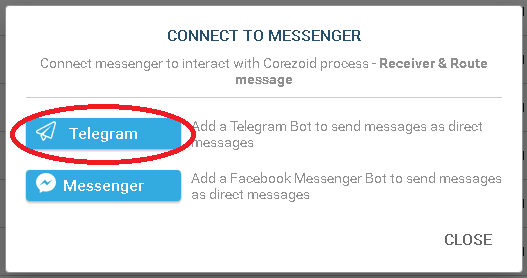 CONNECT TO MESSENGER
Connect messenger to interact with Corezoid process - Receiver & Route
message
Telegram
Add a Telegram Bot to send messages as direct
messages
Messenger
Add a Facebook Messenger Bot to send messages
as direct messages
CLOSE